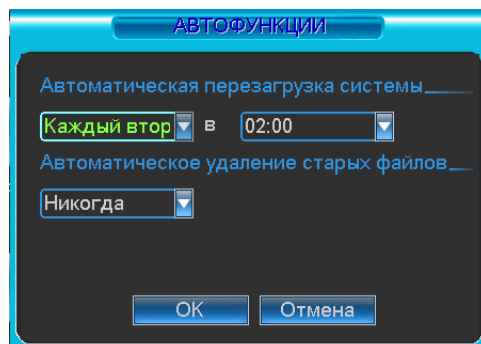 АВТОФУНКЦИИ
Автоматическая перезагрузка системы
Каждый втор в 02:00
Автоматическое удаление старых файлов
Никогда
OK Отмена